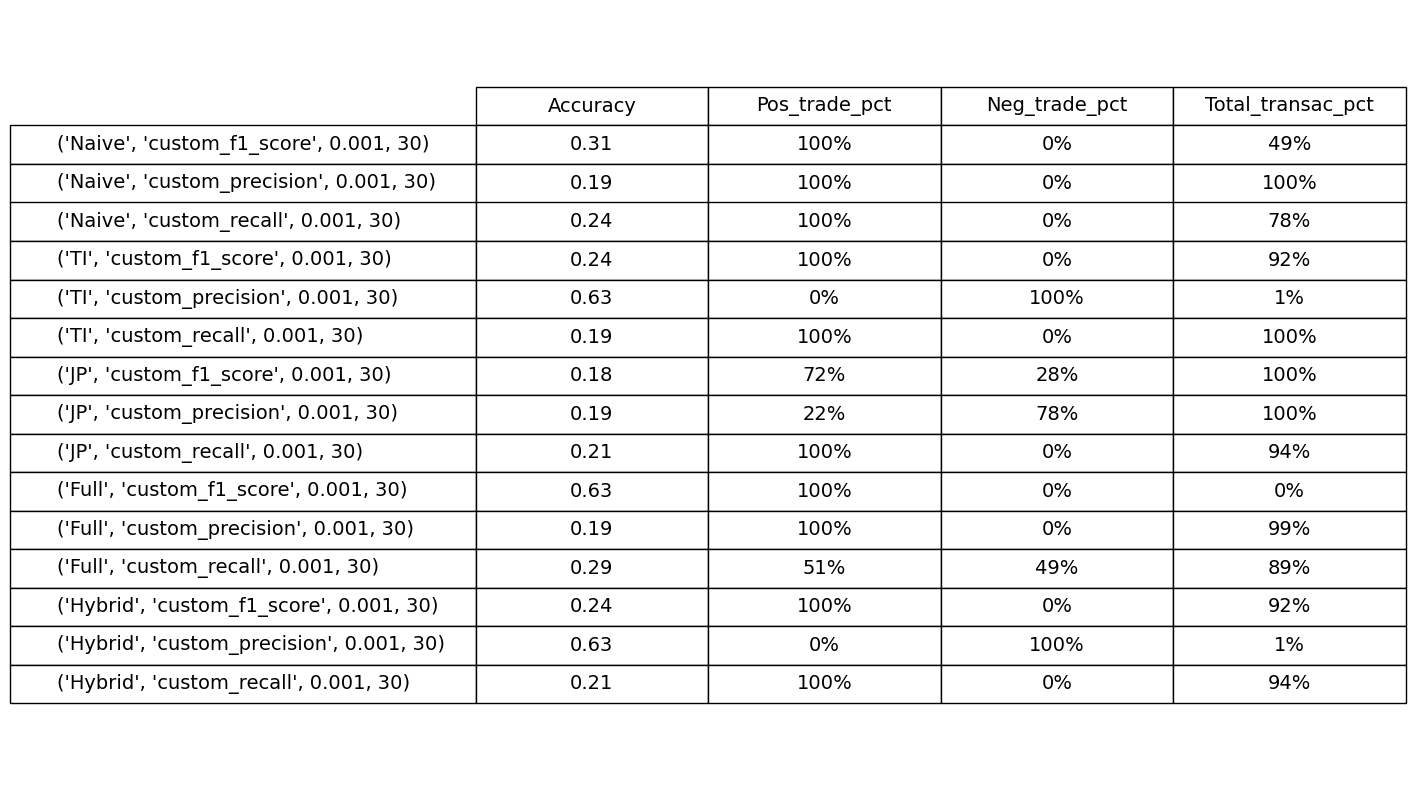 Accuracy Pos_trade_pct Neg_trade_pct Total_transac_pct
('Naive', 'custom_f1_score', 0.001, 30) 0.31 100% 0% 49%
('Naive', 'custom_precision', 0.001, 30) 0.19 100% 0% 100%
('Naive', 'custom_recall', 0.001, 30) 0.24 100% 0% 78%
('TI', 'custom_f1_score', 0.001, 30) 0.24 100% 0% 92%
('TI', 'custom_precision', 0.001, 30) 0.63 0% 100% 1%
('TI', 'custom_recall', 0.001, 30) 0.19 100% 0% 100%
('JP', 'custom_f1_score', 0.001, 30) 0.18 72% 28% 100%
('JP', 'custom_precision', 0.001, 30) 0.19 22% 78% 100%
('JP', 'custom_recall', 0.001, 30) 0.21 100% 0% 94%
('Full', 'custom_f1_score', 0.001, 30) 0.63 100% 0% 0%
('Full', 'custom_precision', 0.001, 30) 0.19 100% 0% 99%
('Full', 'custom_recall', 0.001, 30) 0.29 51% 49% 89%
('Hybrid', 'custom_f1_score', 0.001, 30) 0.24 100% 0% 92%
('Hybrid', 'custom_precision', 0.001, 30) 0.63 0% 100% 1%
('Hybrid', 'custom_recall', 0.001, 30) 0.21 100% 0% 94%